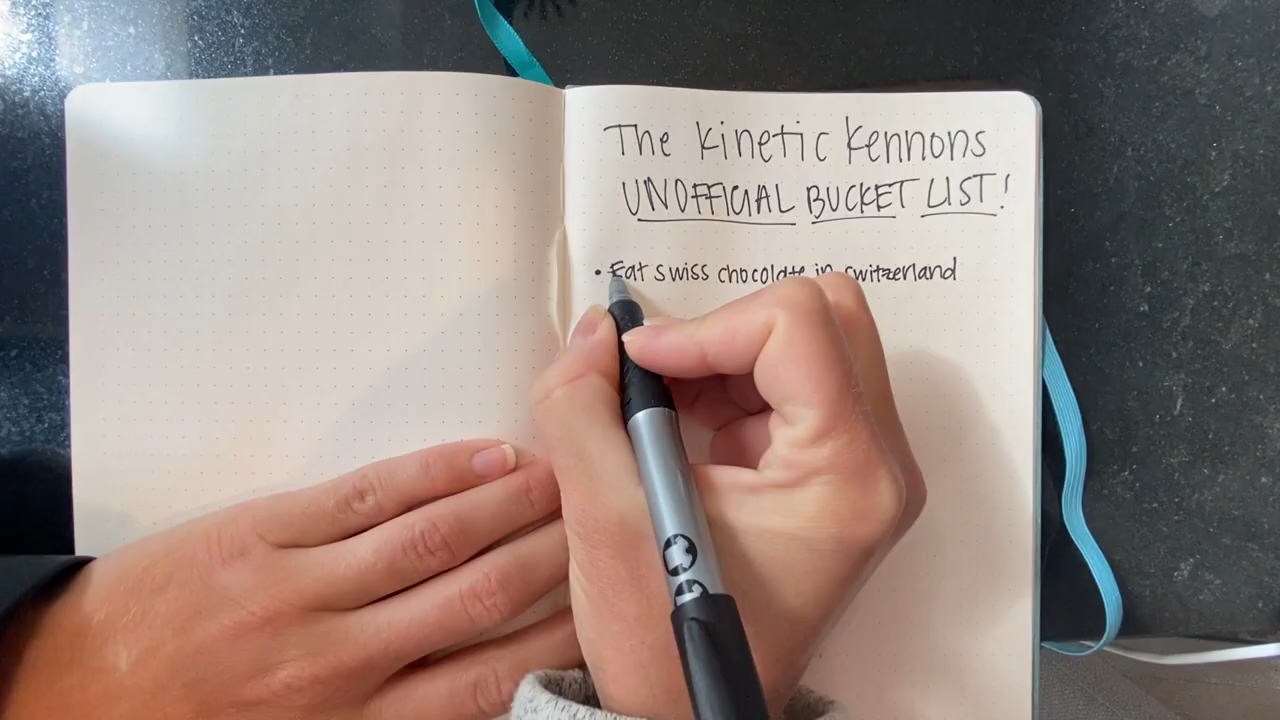 The Kinetic Kennons
UNOFFICIAL BUCKET LIST!
• Eat swiss chocolate in switzerland